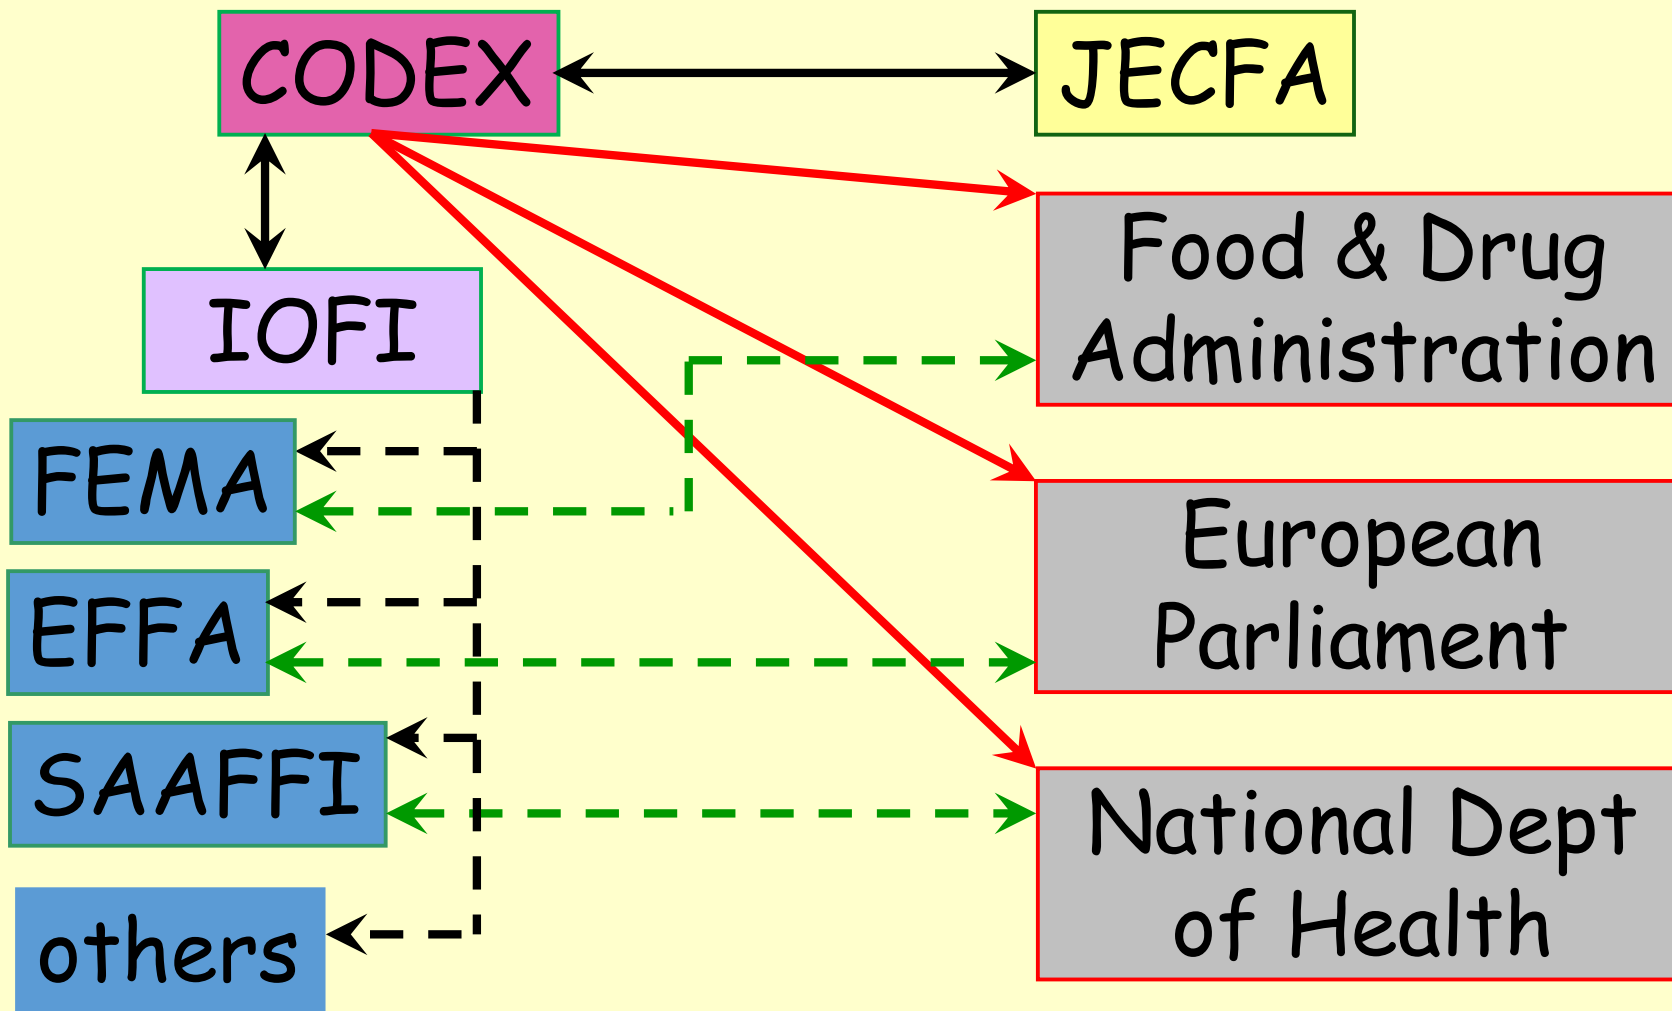 CODEX
JECFA
IOFI
Food & Drug
Administration
FEMA
European
Parliament
EFFA
SAAFFI
National Dept
of Health
others